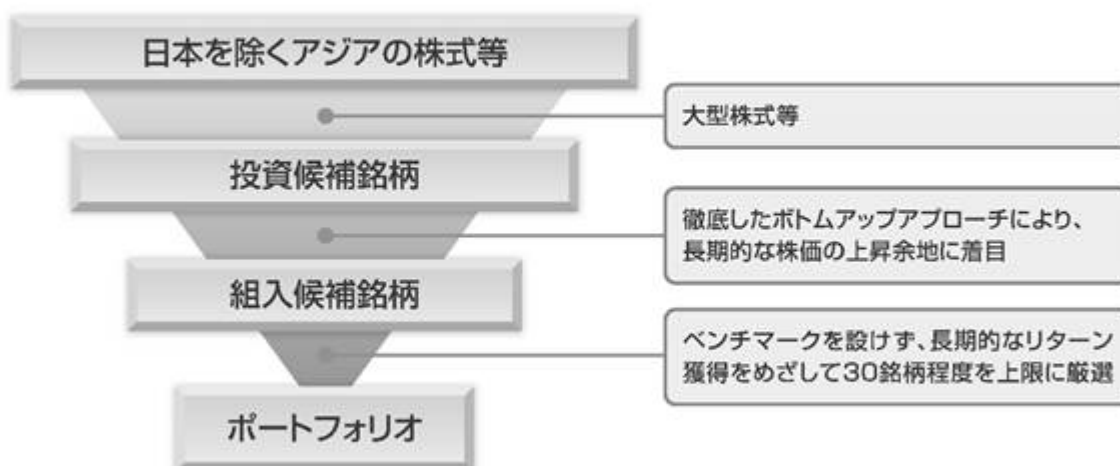 日本を除くアジアの株式等
大型株式等
投資候補銘柄
徹底したボトムアップアプローチにより、
長期的な株価の上昇余地に着目
組入候補銘柄
ベンチマークを設けず、長期的なリターン
獲得をめざして30銘柄程度を上限に厳選
ポートフォリオ